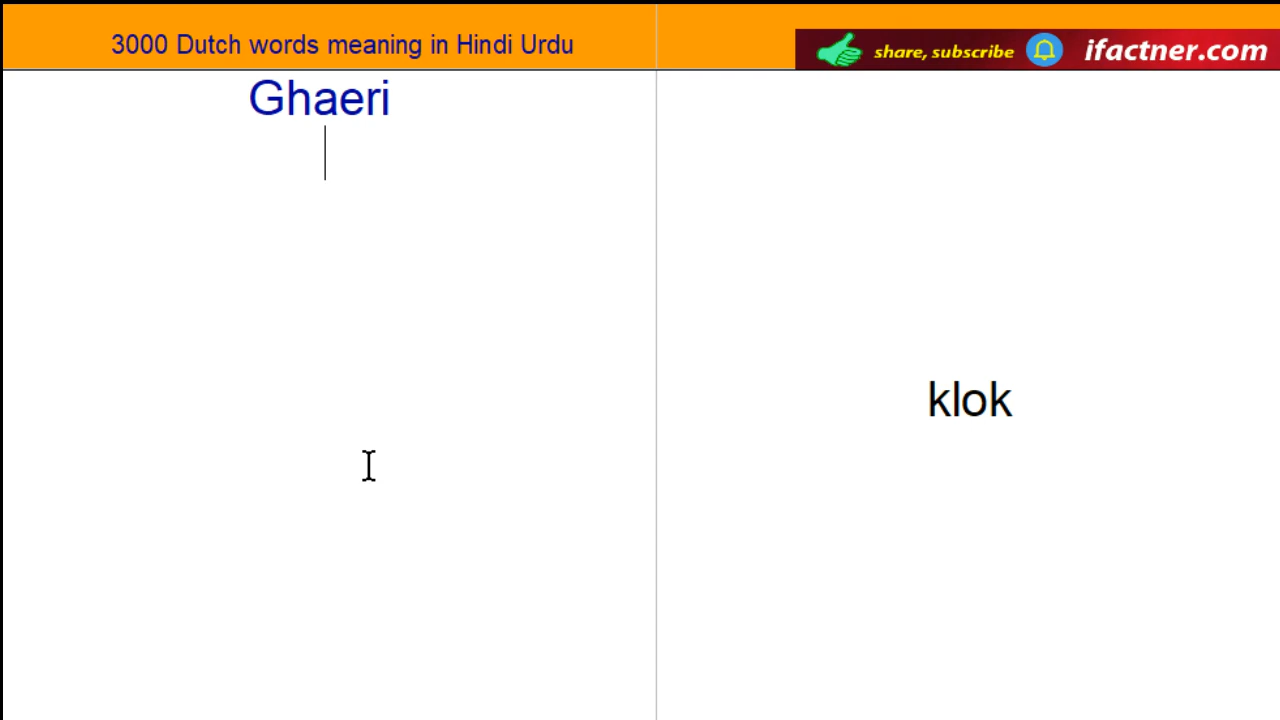 3000 Dutch words meaning in Hindi Urdu
share, subscribe
ifactner.com
Ghaeri
klok